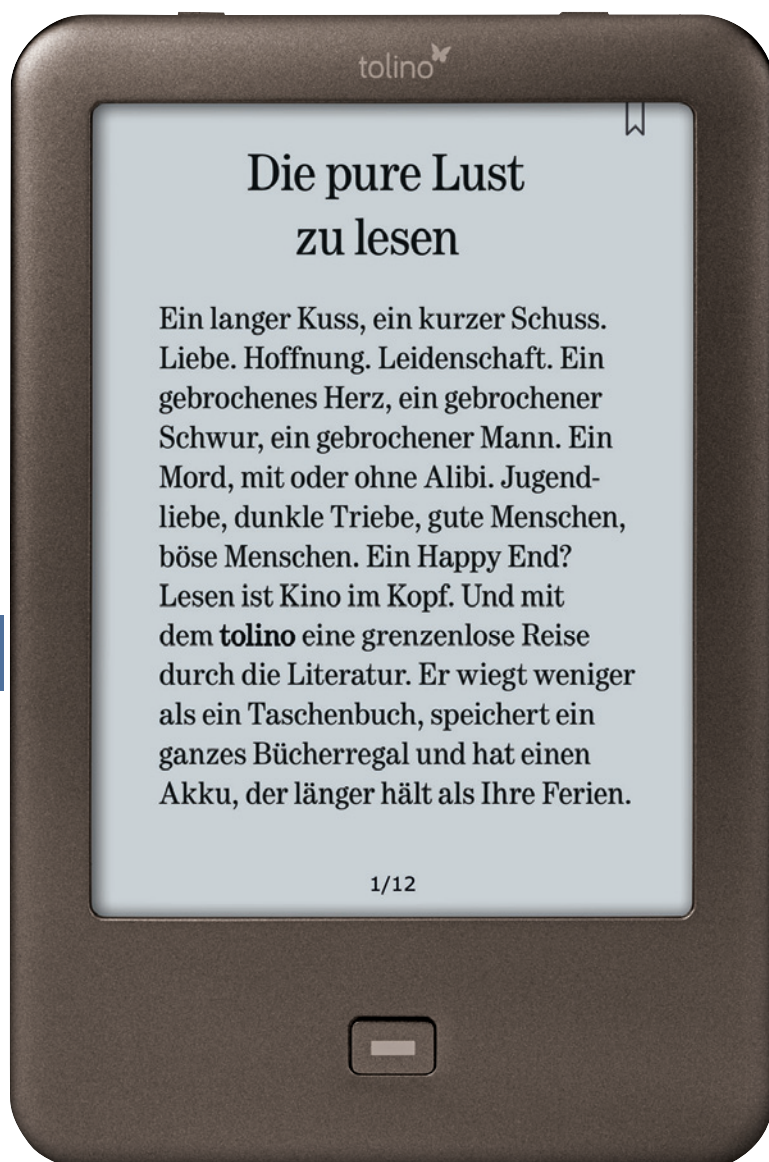 tolino
Die pure Lust
zu lesen
Ein langer Kuss, ein kurzer Schuss.
Liebe. Hoffnung. Leidenschaft. Ein
gebrochenes Herz, ein gebrochener
Schwur, ein gebrochener Mann. Ein
Mord, mit oder ohne Alibi. Jugend-
liebe, dunkle Triebe, gute Menschen,
böse Menschen. Ein Happy End?
Lesen ist Kino im Kopf. Und mit
dem tolino eine grenzenlose Reise
durch die Literatur. Er wiegt weniger
als ein Taschenbuch, speichert ein
ganzes Bücherregal und hat einen
Akku, der länger hält als Ihre Ferien.
1/12